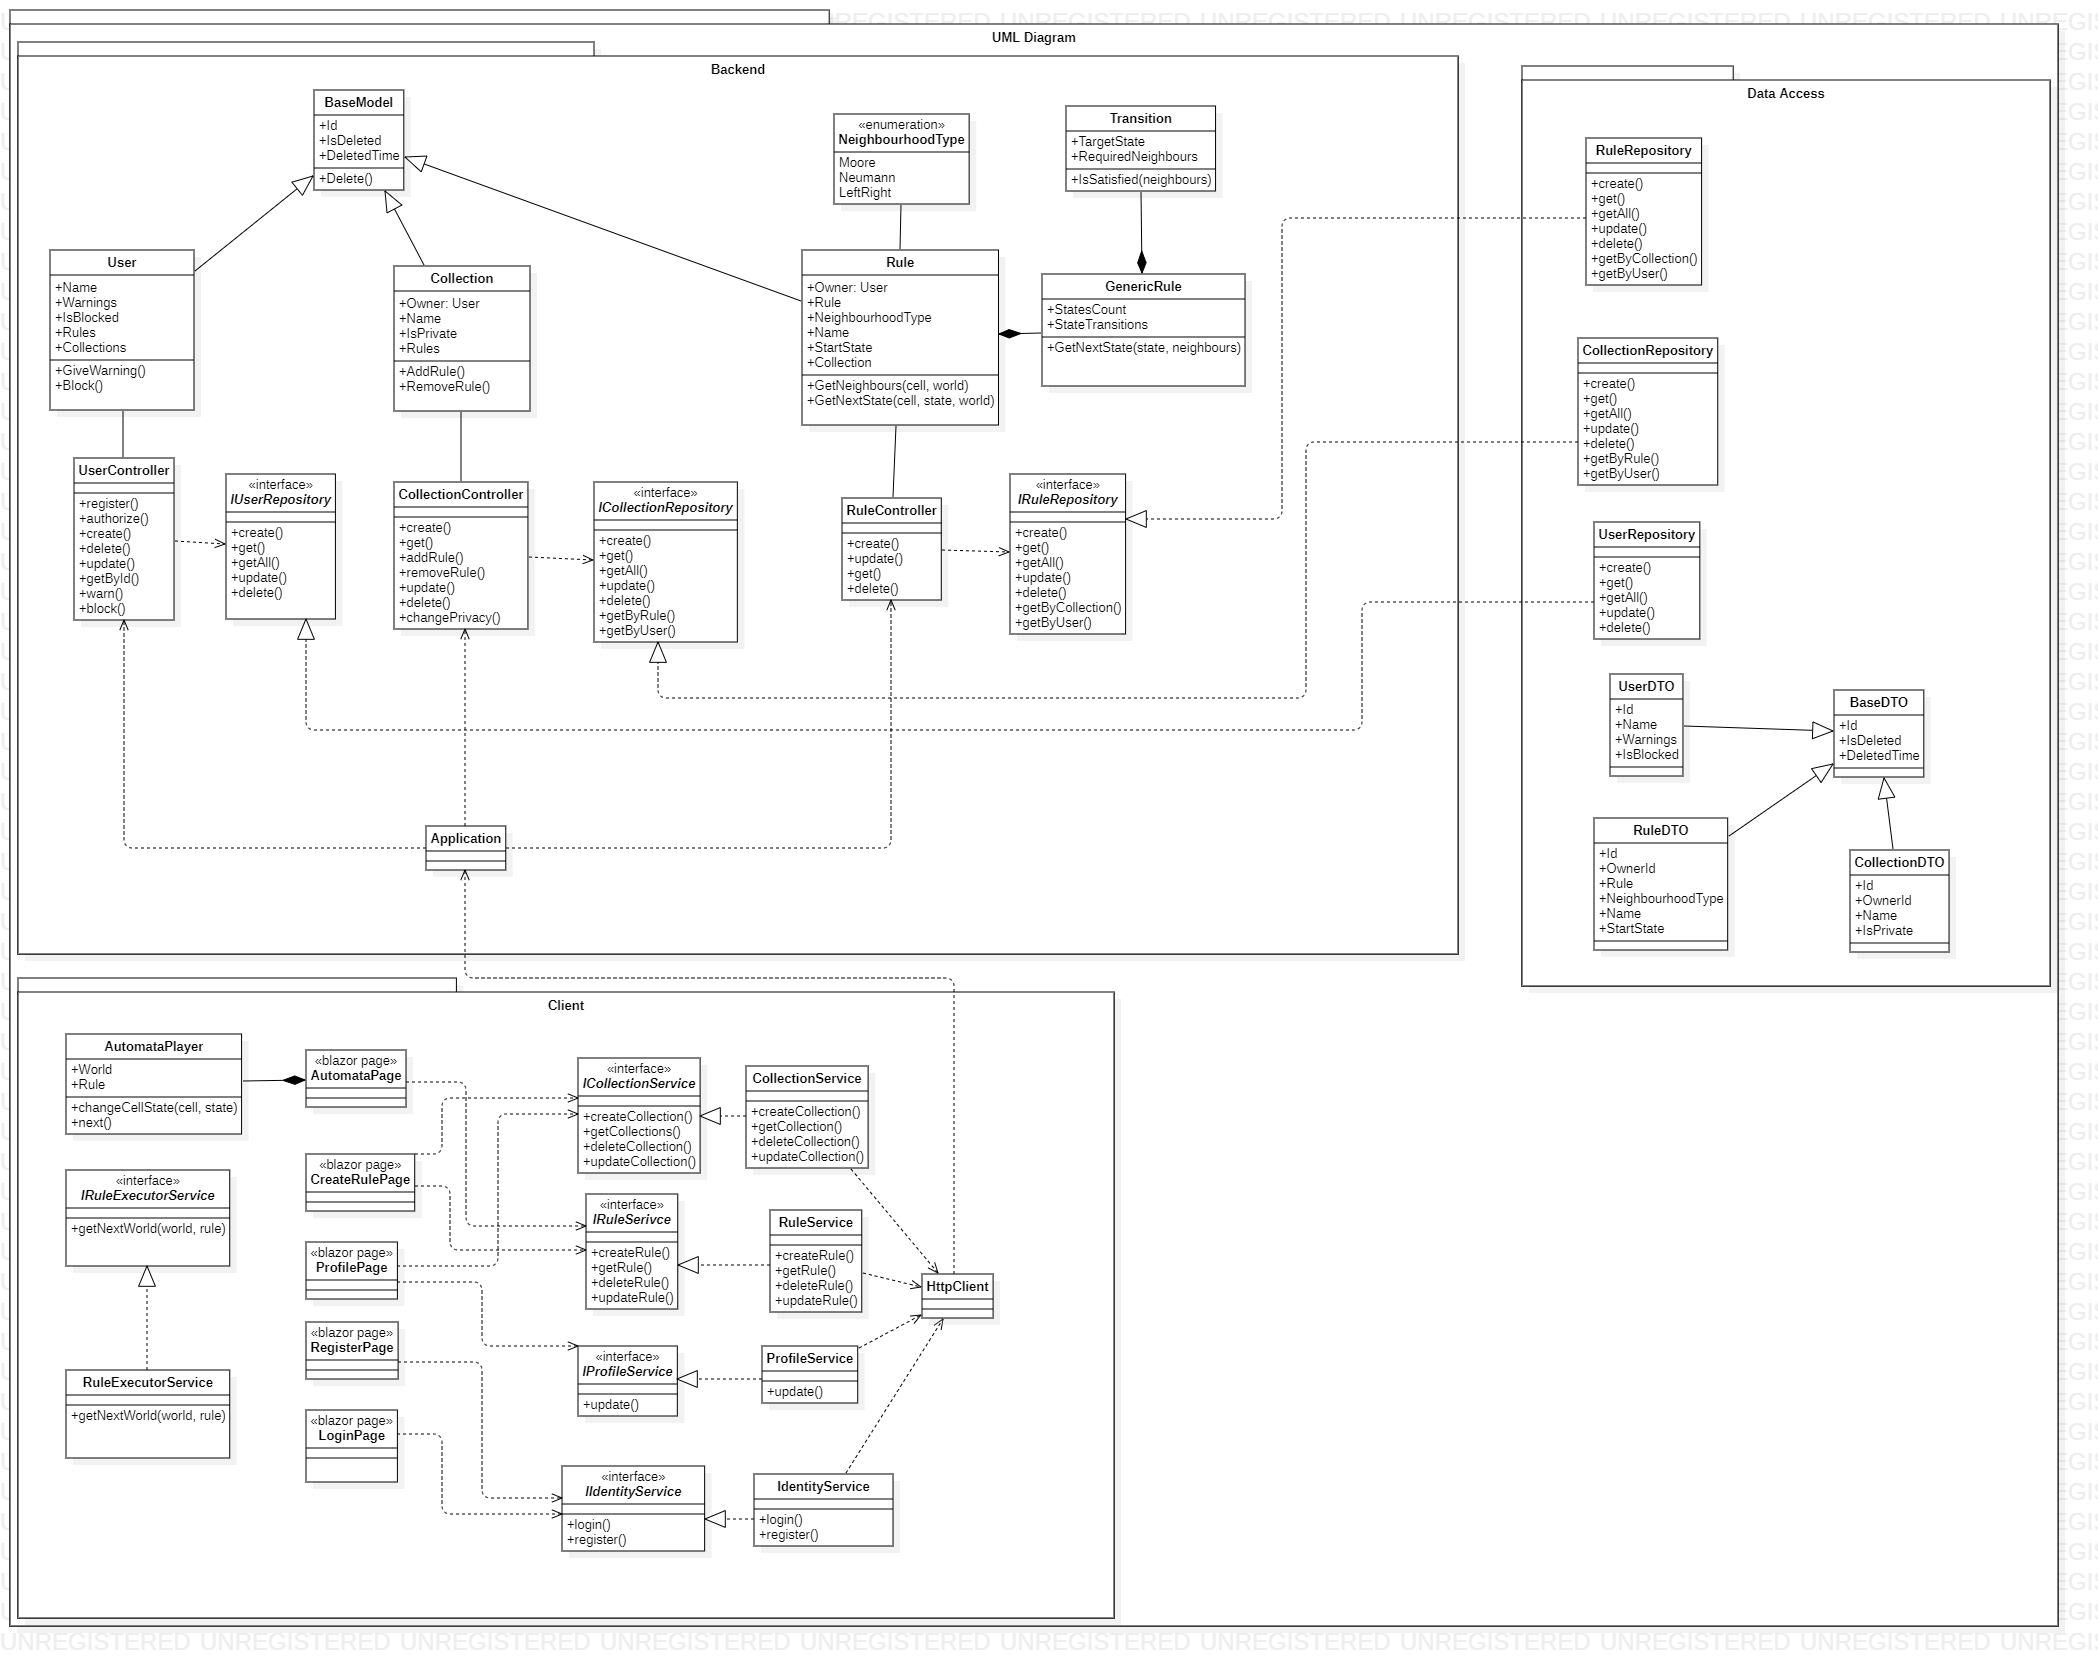 UML Diagram
Backend
BaseModel
+Id
+IsDeleted
+DeletedTime
+Delete()
«enumeration»
NeighbourhoodType
Moore
Neumann
LeftRight
Transition
+TargetState
+RequiredNeighbours
+IsSatisfied(neighbours)
User
+Name
+Warnings
+IsBlocked
+Rules
+Collections
+GiveWarning()
+Block()
Collection
+Owner: User
+Name
+IsPrivate
+Rules
+AddRule()
+RemoveRule()
Rule
+Owner: User
+Rule
+NeighbourhoodType
+Name
+StartState
+Collection
+GetNeighbours(cell, world)
+GetNextState(cell, state, world)
GenericRule
+StatesCount
+StateTransitions
+GetNextState(state, neighbours)
UserController
+register()
+authorize()
+create()
+delete()
+update()
+getById()
+warn()
+block()
«interface»
IUserRepository
+create()
+get()
+getAll()
+update()
+delete()
CollectionController
+create()
+get()
+addRule()
+removeRule()
+update()
+delete()
+changePrivacy()
«interface»
ICollectionRepository
+create()
+get()
+getAll()
+update()
+delete()
+getByRule()
+getByUser()
RuleController
+create()
+update()
+get()
+delete()
«interface»
IRuleRepository
+create()
+get()
+getAll()
+update()
+delete()
+getByCollection()
+getByUser()
Application
Data Access
RuleRepository
+create()
+get()
+getAll()
+update()
+delete()
+getByCollection()
+getByUser()
CollectionRepository
+create()
+get()
+getAll()
+update()
+delete()
+getByRule()
+getByUser()
UserRepository
+create()
+get()
+getAll()
+update()
+delete()
UserDTO
+Id
+Name
+Warnings
+IsBlocked
BaseDTO
+Id
+IsDeleted
+DeletedTime
RuleDTO
+Id
+OwnerId
+Rule
+NeighbourhoodType
+Name
+StartState
CollectionDTO
+Id
+OwnerId
+Name
+IsPrivate
Client
AutomataPlayer
+World
+Rule
+changeCellState(cell, state)
+next()
«interface»
IRuleExecutorService
+getNextWorld(world, rule)
RuleExecutorService
+getNextWorld(world, rule)
«blazor page»
AutomataPage
«blazor page»
CreateRulePage
«blazor page»
ProfilePage
«blazor page»
RegisterPage
«blazor page»
LoginPage
«interface»
ICollectionService
+createCollection()
+getCollections()
+deleteCollection()
+updateCollection()
CollectionService
+createCollection()
+getCollection()
+deleteCollection()
+updateCollection()
«interface»
IRuleSerivce
+createRule()
+getRule()
+deleteRule()
+updateRule()
RuleService
+createRule()
+getRule()
+deleteRule()
+updateRule()
HttpClient
«interface»
IProfileService
+update()
ProfileService
+update()
«interface»
IIdentityService
+login()
+register()
IdentityService
+login()
+register()
UNREGISTERED UNREGISTERED UNREGISTERED UNREGISTERED UNREGISTERED UNREGISTERED UNREGISTERED UNREGISTERED UNREGISTERED UNREGISTERED